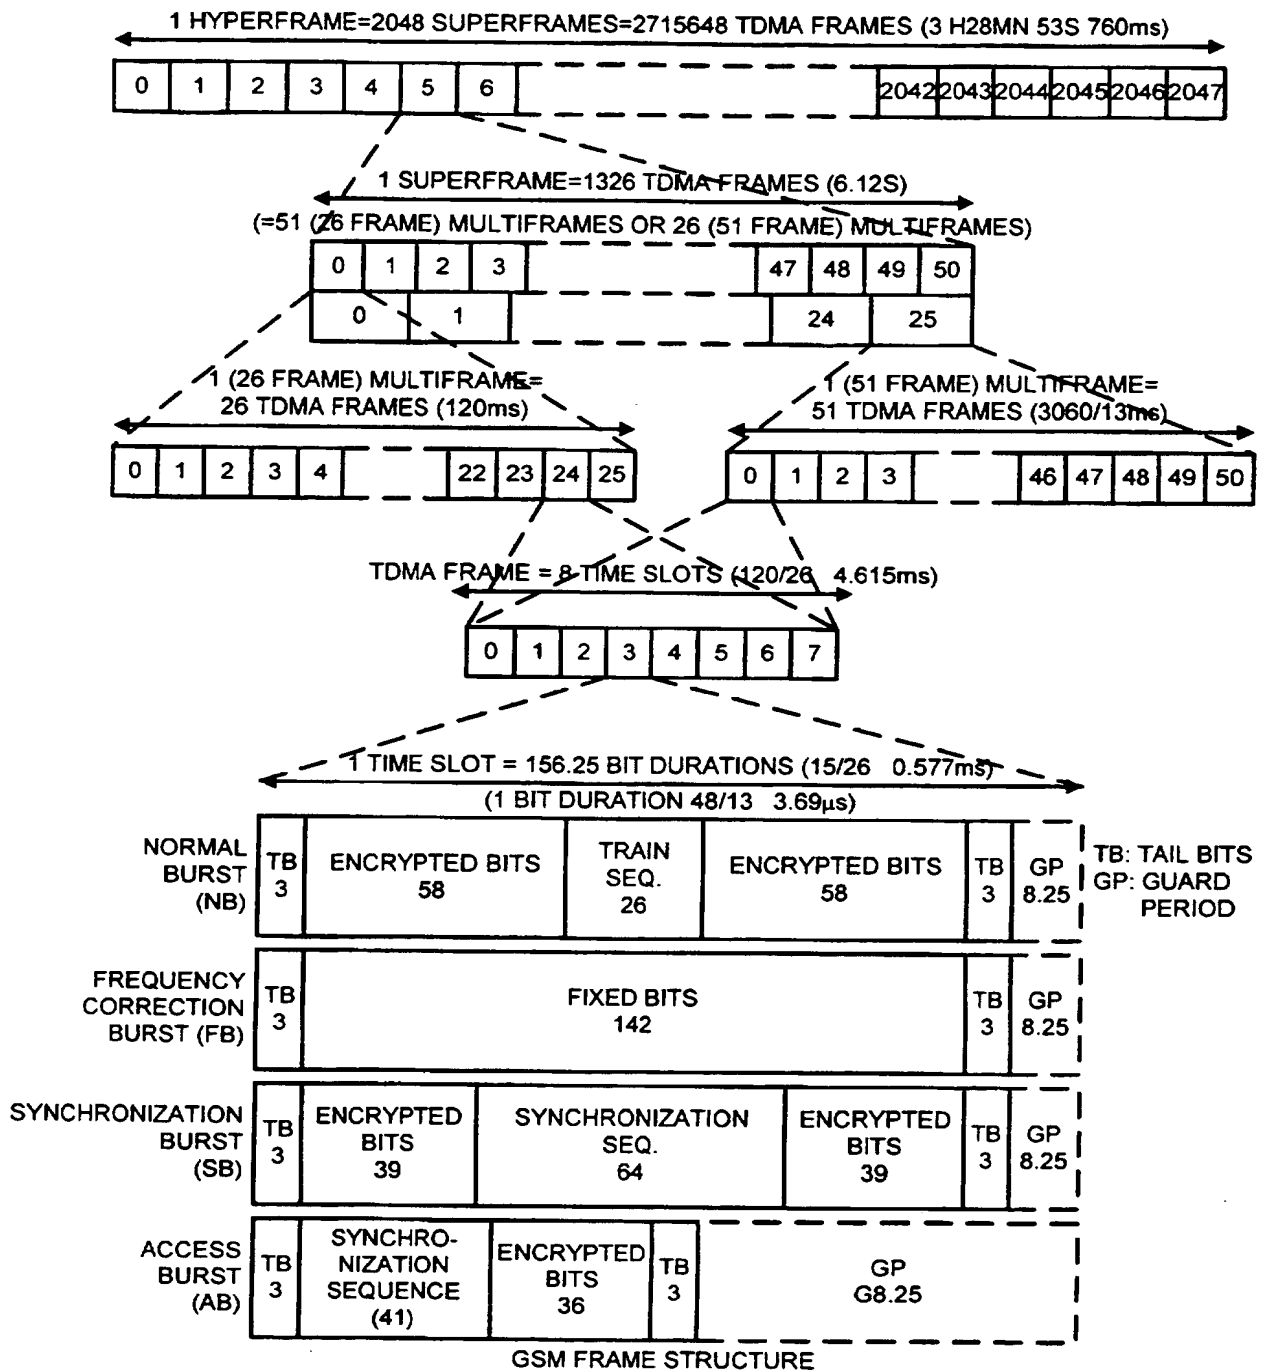 1 HYPERFRAME=2048 SUPERFRAMES=2715648 TDMA FRAMES (3 H28MN 53S 760ms)
0 1 2 3 4 5 6 2042 2043 2044 2045 2046 2047
1 SUPERFRAME=1326 TDMA FRAMES (6.12S)
(=51 (26 FRAME) MULTIFRAMES OR 26 (51 FRAME) MULTIFRAMES)
0 1 2 3 47 48 49 50
0 1 24 25
1 (26 FRAME) MULTIFRAME=
26 TDMA FRAMES (120ms)
1 (51 FRAME) MULTIFRAME=
51 TDMA FRAMES (3060/13ms)
0 1 2 3 4 22 23 24 25
0 1 2 3 46 47 48 49 50
TDMA FRAME = 8 TIME SLOTS (120/26 4.615ms)
0 1 2 3 4 5 6 7
1 TIME SLOT = 156.25 BIT DURATIONS (15/26 0.577ms)
(1 BIT DURATION 48/13 3.69µs)
NORMAL
BURST
(NB)
TB
3
ENCRYPTED BITS
58
TRAIN
SEQ.
26
ENCRYPTED BITS
58
TB
3
GP
8.25
TB: TAIL BITS
GP: GUARD
PERIOD
FREQUENCY
CORRECTION
BURST (FB)
TB
3
FIXED BITS
142
TB
3
GP
8.25
SYNCHRONIZATION
BURST
(SB)
TB
3
ENCRYPTED
BITS
39
SYNCHRONIZATION
SEQ.
64
ENCRYPTED
BITS
39
TB
3
GP
8.25
ACCESS
BURST
(AB)
TB
3
SYNCHRO-
NIZATION
SEQUENCE
(41)
ENCRYPTED
BITS
36
TB
3
GP
G8.25
GSM FRAME STRUCTURE